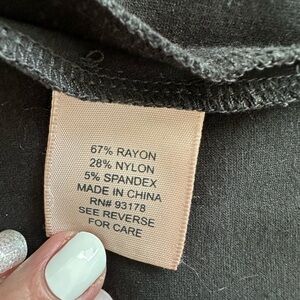 67% RAYON
28% NYLON
5% SPANDEX
MADE IN CHINA
RN# 93178
SEE REVERSE
FOR CARE